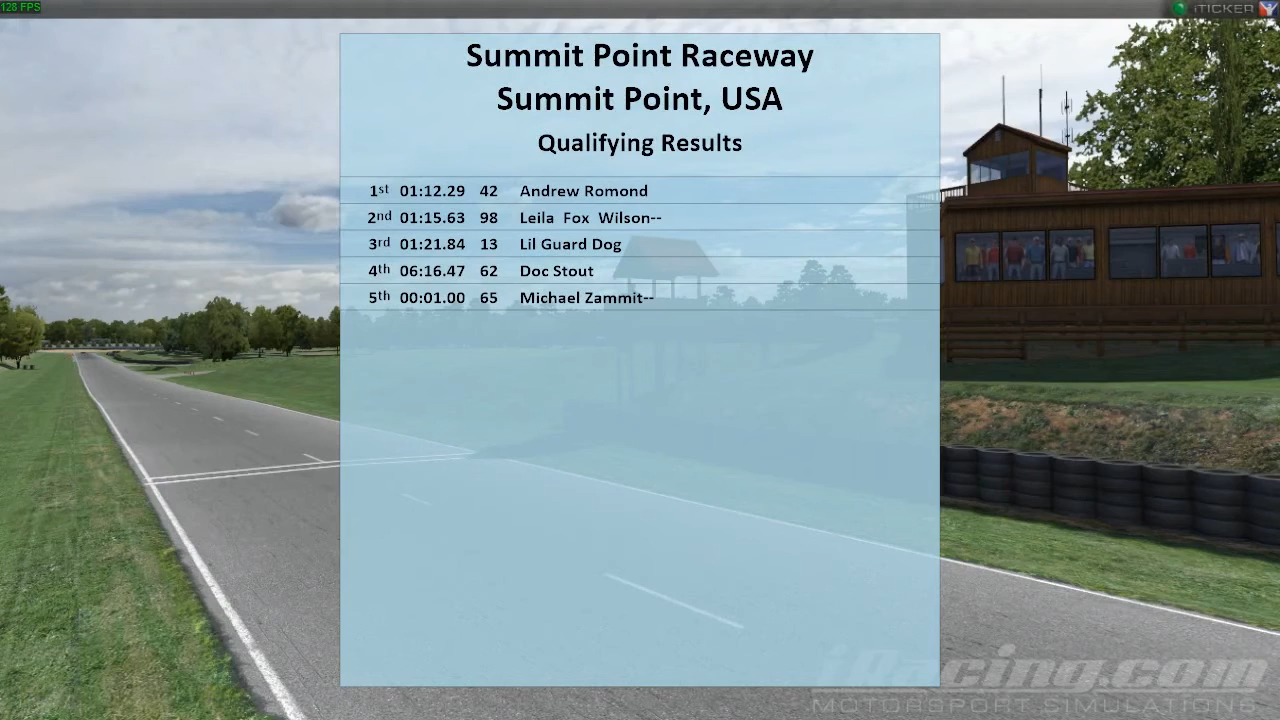 128 FPS
iTICKER
Summit Point Raceway
Summit Point, USA
Qualifying Results
1st 01:12.29 42 Andrew Romond
2nd 01:15.63 98 Leila Fox Wilson--
3rd 01:21.84 13 Lil Guard Dog
4th 06:16.47 62 Doc Stout
5th 00:01.00 65 Michael Zammit--
iRacing.com
MOTORSPORT SIMULATIONS